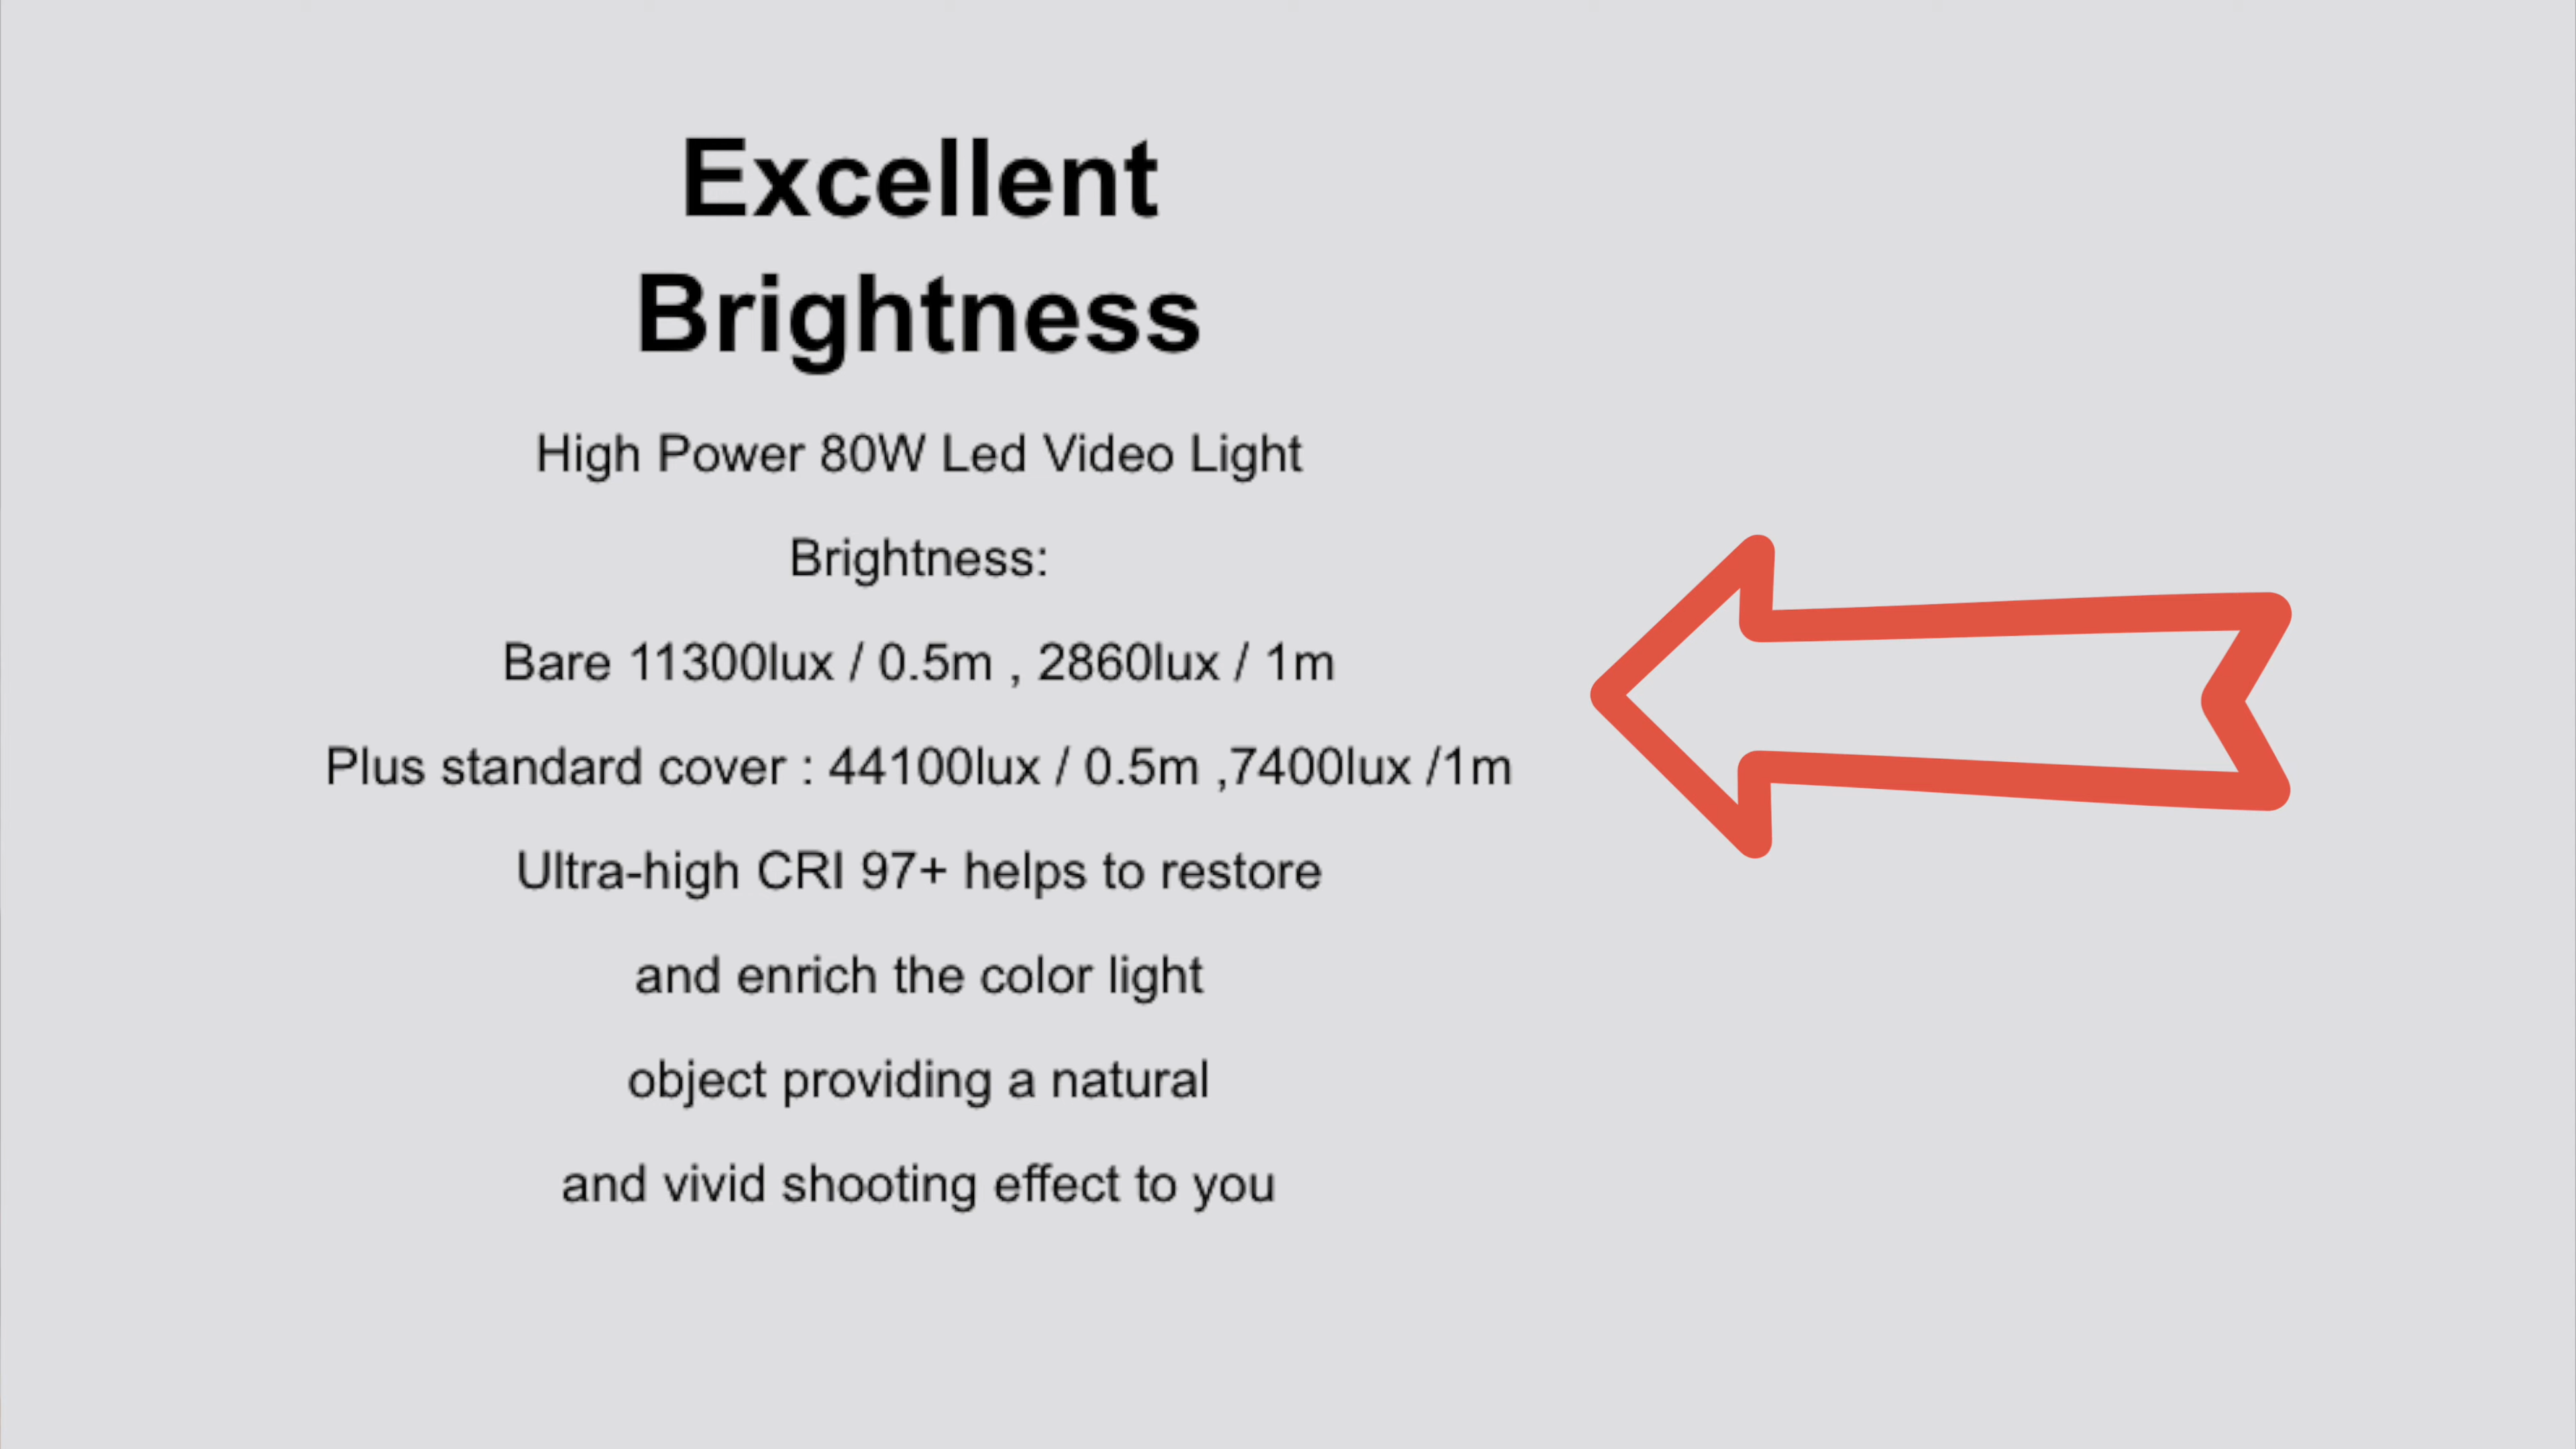 Excellent
Brightness
High Power 80W Led Video Light
Brightness:
Bare 11300lux / 0.5m , 2860lux / 1m
Plus standard cover : 44100lux / 0.5m ,7400lux /1m
Ultra-high CRI 97+ helps to restore
and enrich the color light
object providing a natural
and vivid shooting effect to you